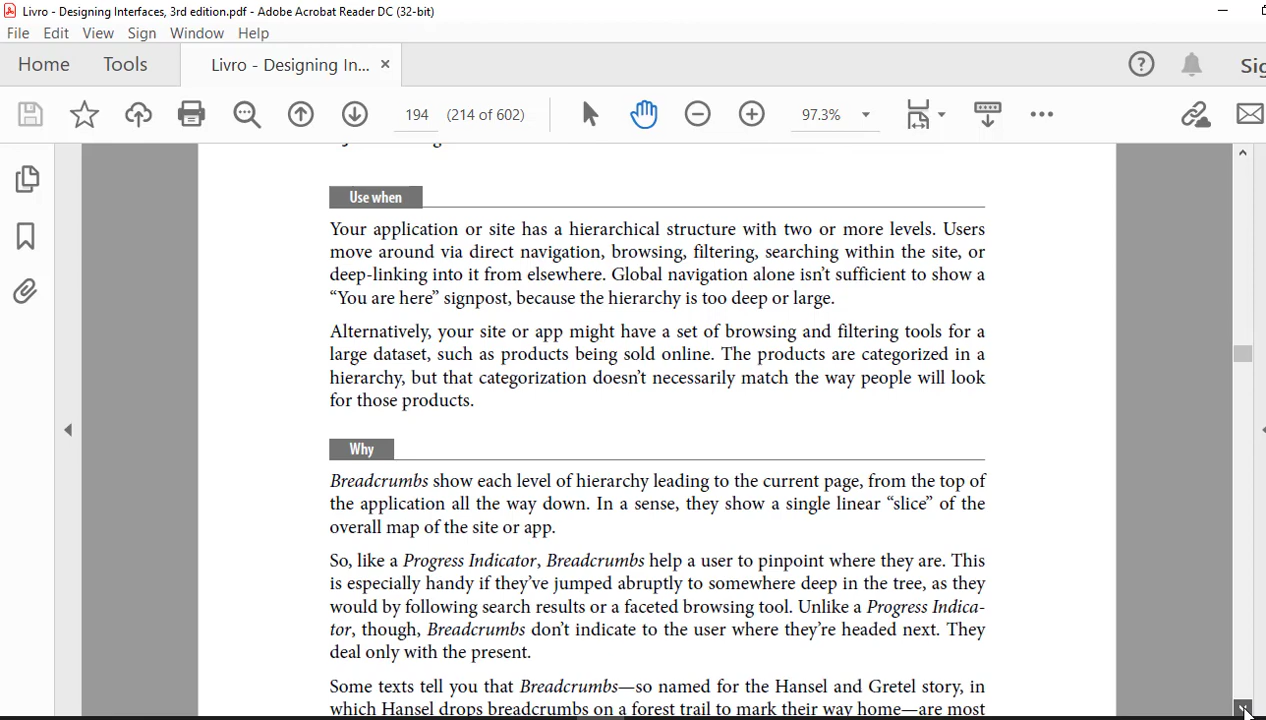 Livro - Designing Interfaces, 3rd edition.pdf - Adobe Acrobat Reader DC (32-bit)
File Edit View Sign Window Help
Home Tools Livro - Designing In... ×
194 (214 of 602) 97.3%
Use when
Your application or site has a hierarchical structure with two or more levels. Users
move around via direct navigation, browsing, filtering, searching within the site, or
deep-linking into it from elsewhere. Global navigation alone isn't sufficient to show a
“You are here” signpost, because the hierarchy is too deep or large.
Alternatively, your site or app might have a set of browsing and filtering tools for a
large dataset, such as products being sold online. The products are categorized in a
hierarchy, but that categorization doesn't necessarily match the way people will look
for those products.
Why
Breadcrumbs show each level of hierarchy leading to the current page, from the top of
the application all the way down. In a sense, they show a single linear “slice” of the
overall map of the site or app.
So, like a Progress Indicator, Breadcrumbs help a user to pinpoint where they are. This
is especially handy if they've jumped abruptly to somewhere deep in the tree, as they
would by following search results or a faceted browsing tool. Unlike a Progress Indica-
tor, though, Breadcrumbs don't indicate to the user where they're headed next. They
deal only with the present.
Some texts tell you that Breadcrumbs—so named for the Hansel and Gretel story, in
which Hansel drops breadcrumbs on a forest trail to mark their way home—are most